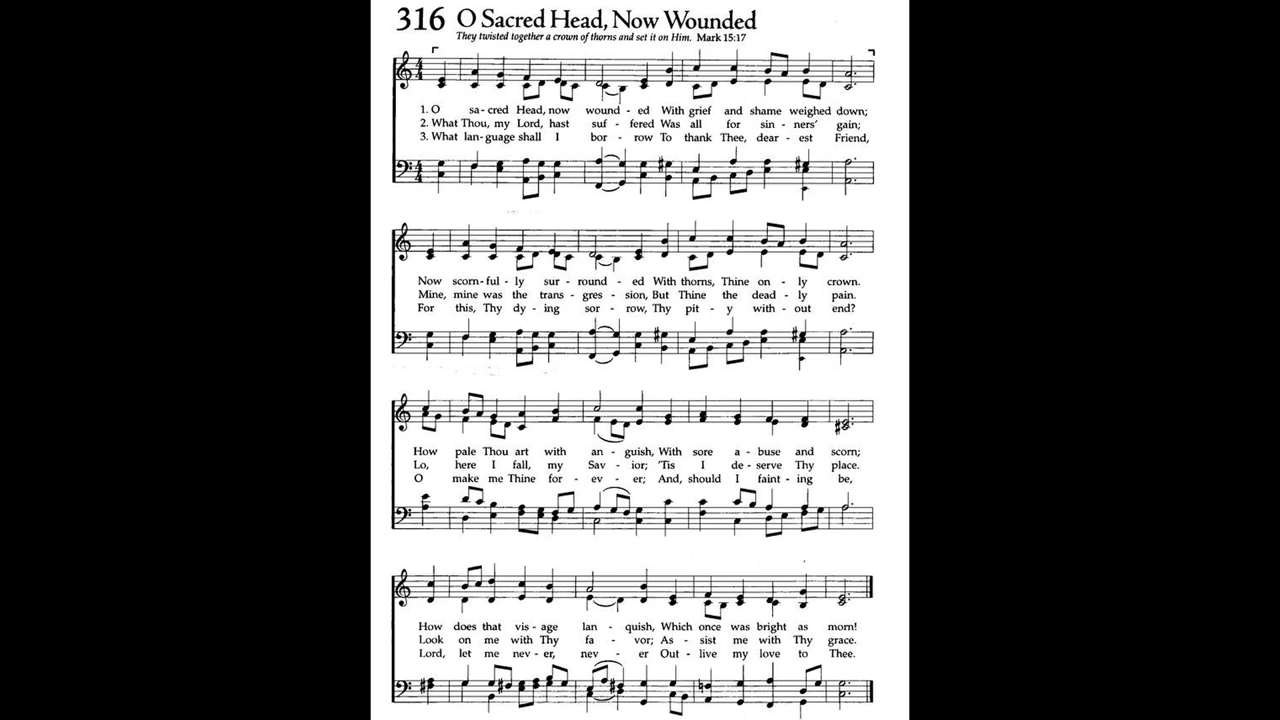 316 O Sacred Head, Now Wounded
They twisted together a crown of thorns and set it on Him. Mark 15:17
1. O sa-cred Head, now wound - ed With grief and shame weighed down;
2. What Thou, my Lord, hast suf - fered Was all for sin - ners' gain;
3. What lan-guage shall I bor - row To thank Thee, dear - est Friend,
Now scorn-ful - ly sur - round - ed With thorns, Thine on - ly crown.
Mine, mine was the trans - gres - sion, But Thine the dead - ly pain.
For this, Thy dy - ing sor - row, Thy pit - y with - out end?
How pale Thou art with an - guish, With sore a - buse and scorn;
Lo, here I fall, my Sav - ior; 'Tis I de - serve Thy place.
O make me Thine for - ev - er; And, should I faint - ing be,
How does that vis - age lan - quish, Which once was bright as morn!
Look on me with Thy fa - vor; As - sist me with Thy grace.
Lord, let me nev - er, nev - er Out - live my love to Thee.